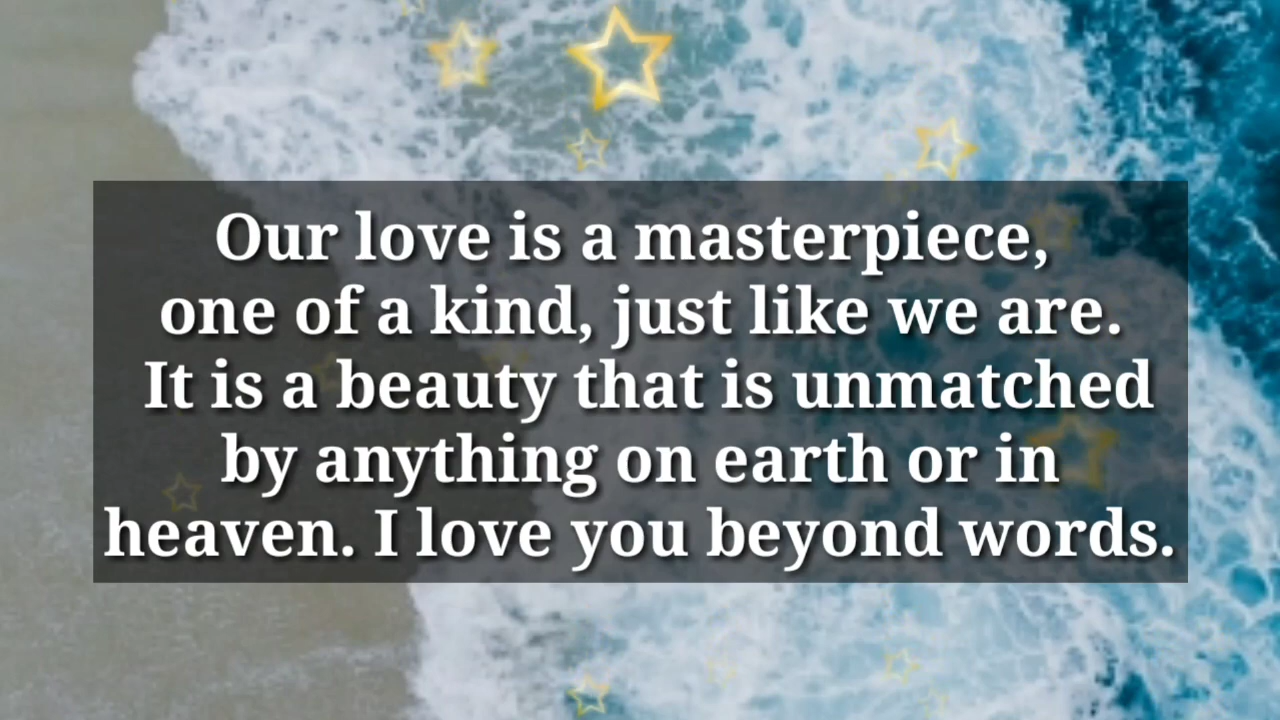 Our love is a masterpiece,
one of a kind, just like we are.
It is a beauty that is unmatched
by anything on earth or in
heaven. I love you beyond words.